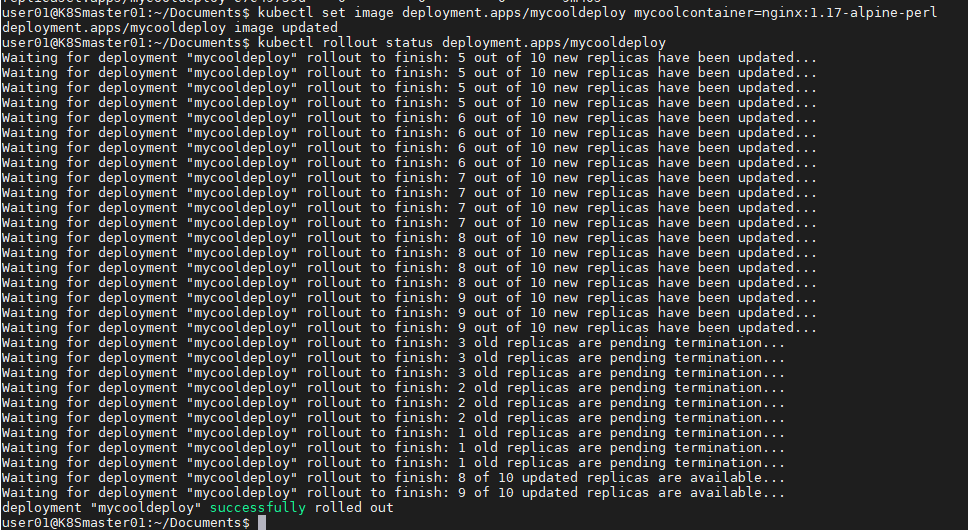 user01@K8Smaster01:~/Documents$ kubectl set image deployment.apps/mycooldeploy mycoolcontainer=nginx:1.17-alpine-perl
deployment.apps/mycooldeploy image updated
user01@K8Smaster01:~/Documents$ kubectl rollout status deployment.apps/mycooldeploy
Waiting for deployment "mycooldeploy" rollout to finish: 5 out of 10 new replicas have been updated...
Waiting for deployment "mycooldeploy" rollout to finish: 5 out of 10 new replicas have been updated...
Waiting for deployment "mycooldeploy" rollout to finish: 5 out of 10 new replicas have been updated...
Waiting for deployment "mycooldeploy" rollout to finish: 5 out of 10 new replicas have been updated...
Waiting for deployment "mycooldeploy" rollout to finish: 6 out of 10 new replicas have been updated...
Waiting for deployment "mycooldeploy" rollout to finish: 6 out of 10 new replicas have been updated...
Waiting for deployment "mycooldeploy" rollout to finish: 6 out of 10 new replicas have been updated...
Waiting for deployment "mycooldeploy" rollout to finish: 6 out of 10 new replicas have been updated...
Waiting for deployment "mycooldeploy" rollout to finish: 7 out of 10 new replicas have been updated...
Waiting for deployment "mycooldeploy" rollout to finish: 7 out of 10 new replicas have been updated...
Waiting for deployment "mycooldeploy" rollout to finish: 7 out of 10 new replicas have been updated...
Waiting for deployment "mycooldeploy" rollout to finish: 7 out of 10 new replicas have been updated...
Waiting for deployment "mycooldeploy" rollout to finish: 8 out of 10 new replicas have been updated...
Waiting for deployment "mycooldeploy" rollout to finish: 8 out of 10 new replicas have been updated...
Waiting for deployment "mycooldeploy" rollout to finish: 8 out of 10 new replicas have been updated...
Waiting for deployment "mycooldeploy" rollout to finish: 8 out of 10 new replicas have been updated...
Waiting for deployment "mycooldeploy" rollout to finish: 9 out of 10 new replicas have been updated...
Waiting for deployment "mycooldeploy" rollout to finish: 9 out of 10 new replicas have been updated...
Waiting for deployment "mycooldeploy" rollout to finish: 9 out of 10 new replicas have been updated...
Waiting for deployment "mycooldeploy" rollout to finish: 3 old replicas are pending termination...
Waiting for deployment "mycooldeploy" rollout to finish: 3 old replicas are pending termination...
Waiting for deployment "mycooldeploy" rollout to finish: 3 old replicas are pending termination...
Waiting for deployment "mycooldeploy" rollout to finish: 2 old replicas are pending termination...
Waiting for deployment "mycooldeploy" rollout to finish: 2 old replicas are pending termination...
Waiting for deployment "mycooldeploy" rollout to finish: 2 old replicas are pending termination...
Waiting for deployment "mycooldeploy" rollout to finish: 1 old replicas are pending termination...
Waiting for deployment "mycooldeploy" rollout to finish: 1 old replicas are pending termination...
Waiting for deployment "mycooldeploy" rollout to finish: 1 old replicas are pending termination...
Waiting for deployment "mycooldeploy" rollout to finish: 8 of 10 updated replicas are available...
Waiting for deployment "mycooldeploy" rollout to finish: 9 of 10 updated replicas are available...
deployment "mycooldeploy" successfully rolled out
user01@K8Smaster01:~/Documents$